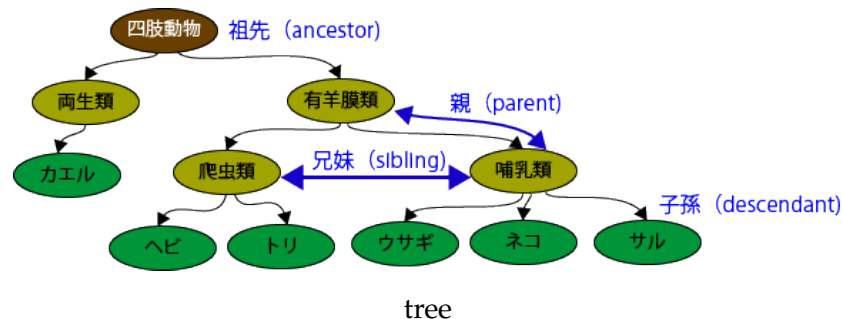 四肢動物 祖先（ancestor)
両生類 有羊膜類 親（parent)
カエル 爬虫類 兄妹（sibling) 哺乳類
子孫（descendant)
ヘビ トリ ウサギ ネコ サル
tree